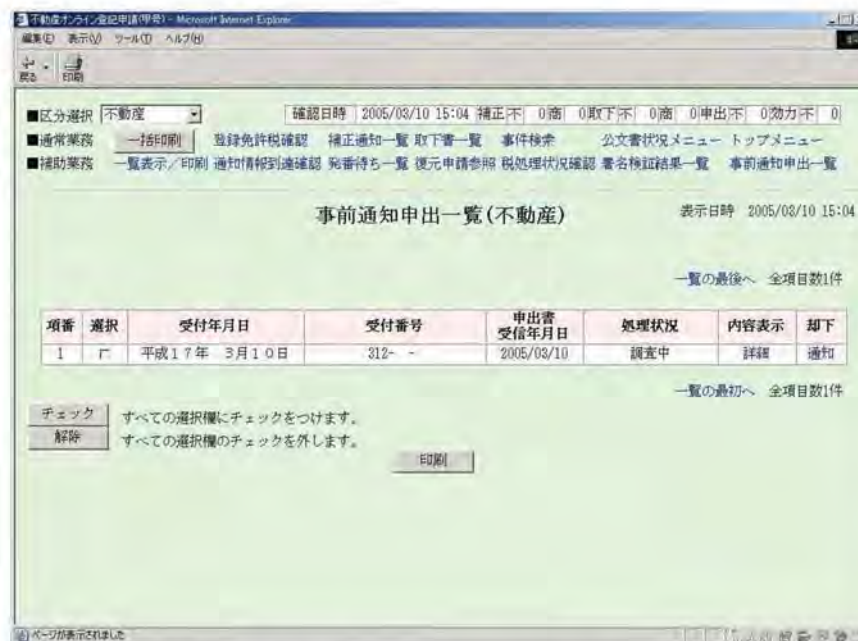 不動産オンライン登記申請(甲号) - Microsoft Internet Explorer
編集(E) 表示(V) ツール(T) ヘルプ(H)
戻る 印刷
■区分選択 不動産 確認日時 2005/03/10 15:04 補正 不 0 商 0 取下 不 0 商 0 申出 不 0 効力 不 0
■通常業務 一括印刷 登録免許税確認 補正通知一覧 取下書一覧 事件検索 公文書状況メニュー トップメニュー
■補助業務 一覧表示／印刷 通知情報到達確認 発番待ち一覧 復元申請参照 税処理状況確認 署名検証結果一覧 事前通知申出一覧
事前通知申出一覧(不動産) 表示日時 2005/03/10 15:04
一覧の最後へ 全項目数1件
項番 選択 受付年月日 受付番号 申出書受信年月日 処理状況 内容表示 却下
1 平成17年 3月10日 312- - 2005/03/10 調査中 詳細 通知
一覧の最初へ 全項目数1件
チェック すべての選択欄にチェックをつけます。
解除 すべての選択欄のチェックを外します。
印刷
ページが表示されました